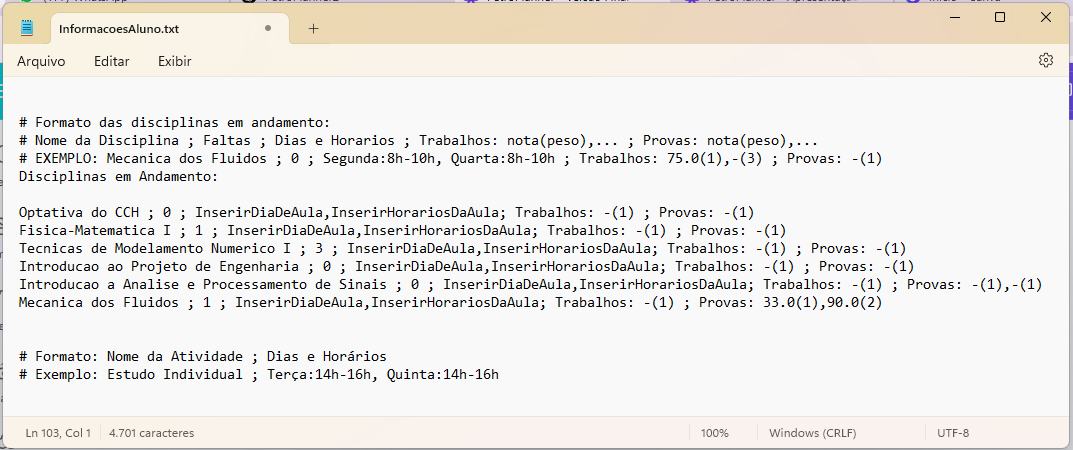 InformacoesAluno.txt
Arquivo Editar Exibir
# Formato das disciplinas em andamento:
# Nome da Disciplina ; Faltas ; Dias e Horarios ; Trabalhos: nota(peso),... ; Provas: nota(peso),...
# EXEMPLO: Mecanica dos Fluidos ; 0 ; Segunda:8h-10h, Quarta:8h-10h ; Trabalhos: 75.0(1),-(3) ; Provas: -(1)
Disciplinas em Andamento:
Optativa do CCH ; 0 ; InserirDiaDeAula,InserirHorariosDaAula; Trabalhos: -(1) ; Provas: -(1)
Fisica-Matematica I ; 1 ; InserirDiaDeAula,InserirHorariosDaAula; Trabalhos: -(1) ; Provas: -(1)
Tecnicas de Modelamento Numerico I ; 3 ; InserirDiaDeAula,InserirHorariosDaAula; Trabalhos: -(1) ; Provas: -(1)
Introducao ao Projeto de Engenharia ; 0 ; InserirDiaDeAula,InserirHorariosDaAula; Trabalhos: -(1) ; Provas: -(1)
Introducao a Analise e Processamento de Sinais ; 0 ; InserirDiaDeAula,InserirHorariosDaAula; Trabalhos: -(1) ; Provas: -(1),-(1)
Mecanica dos Fluidos ; 1 ; InserirDiaDeAula,InserirHorariosDaAula; Trabalhos: -(1) ; Provas: 33.0(1),90.0(2)
# Formato: Nome da Atividade ; Dias e Horários
# Exemplo: Estudo Individual ; Terça:14h-16h, Quinta:14h-16h
Ln 103, Col 1 4.701 caracteres 100% Windows (CRLF) UTF-8